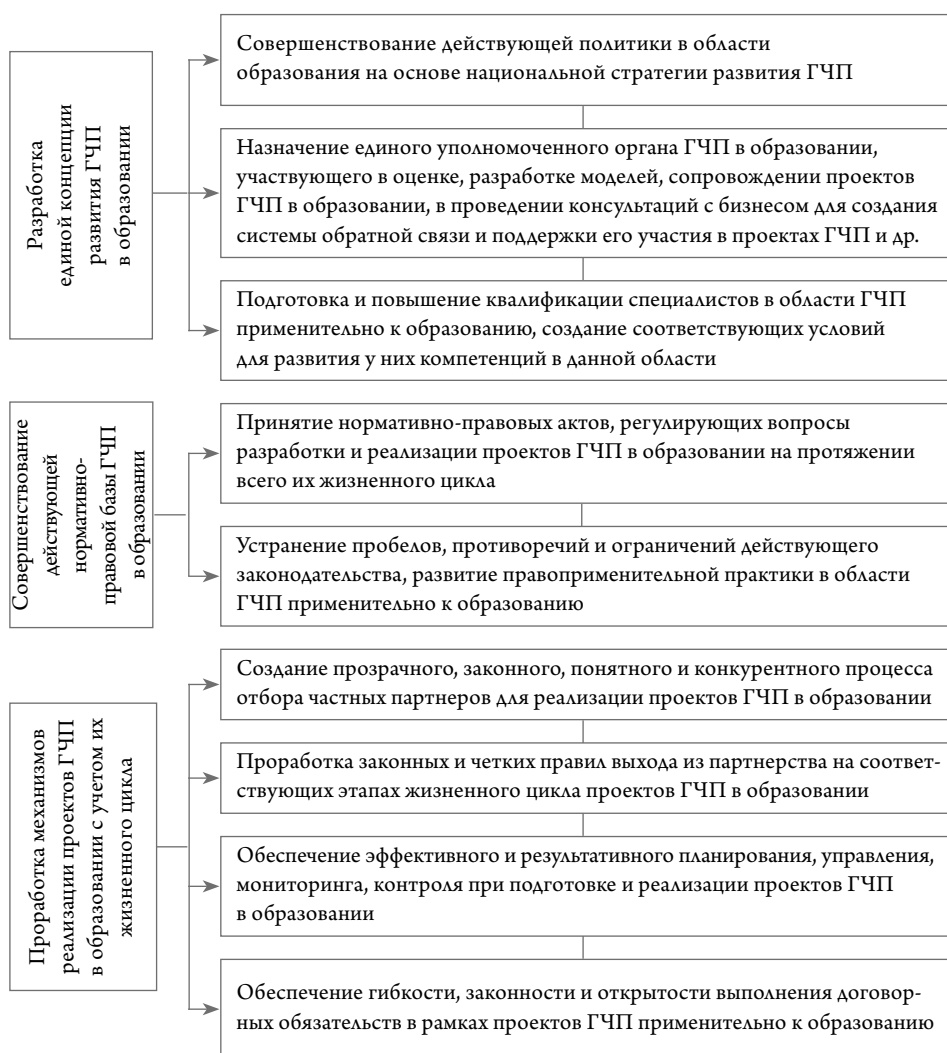 Разработка
единой концепции
развития ГЧП
в образовании
Совершенствование действующей политики в области
образования на основе национальной стратегии развития ГЧП
Назначение единого уполномоченного органа ГЧП в образовании,
участвующего в оценке, разработке моделей, сопровождении проектов
ГЧП в образовании, в проведении консультаций с бизнесом для создания
системы обратной связи и поддержки его участия в проектах ГЧП и др.
Подготовка и повышение квалификации специалистов в области ГЧП
применительно к образованию, создание соответствующих условий
для развития у них компетенций в данной области
Совершенствование
действующей
нормативно-
правовой базы ГЧП
в образовании
Принятие нормативно-правовых актов, регулирующих вопросы
разработки и реализации проектов ГЧП в образовании на протяжении
всего их жизненного цикла
Устранение пробелов, противоречий и ограничений действующего
законодательства, развитие правоприменительной практики в области
ГЧП применительно к образованию
Проработка механизмов
реализации проектов ГЧП
в образовании с учетом их
жизненного цикла
Создание прозрачного, законного, понятного и конкурентного процесса
отбора частных партнеров для реализации проектов ГЧП в образовании
Проработка законных и четких правил выхода из партнерства на соответ-
ствующих этапах жизненного цикла проектов ГЧП в образовании
Обеспечение эффективного и результативного планирования, управления,
мониторинга, контроля при подготовке и реализации проектов ГЧП
в образовании
Обеспечение гибкости, законности и открытости выполнения договор-
ных обязательств в рамках проектов ГЧП применительно к образованию